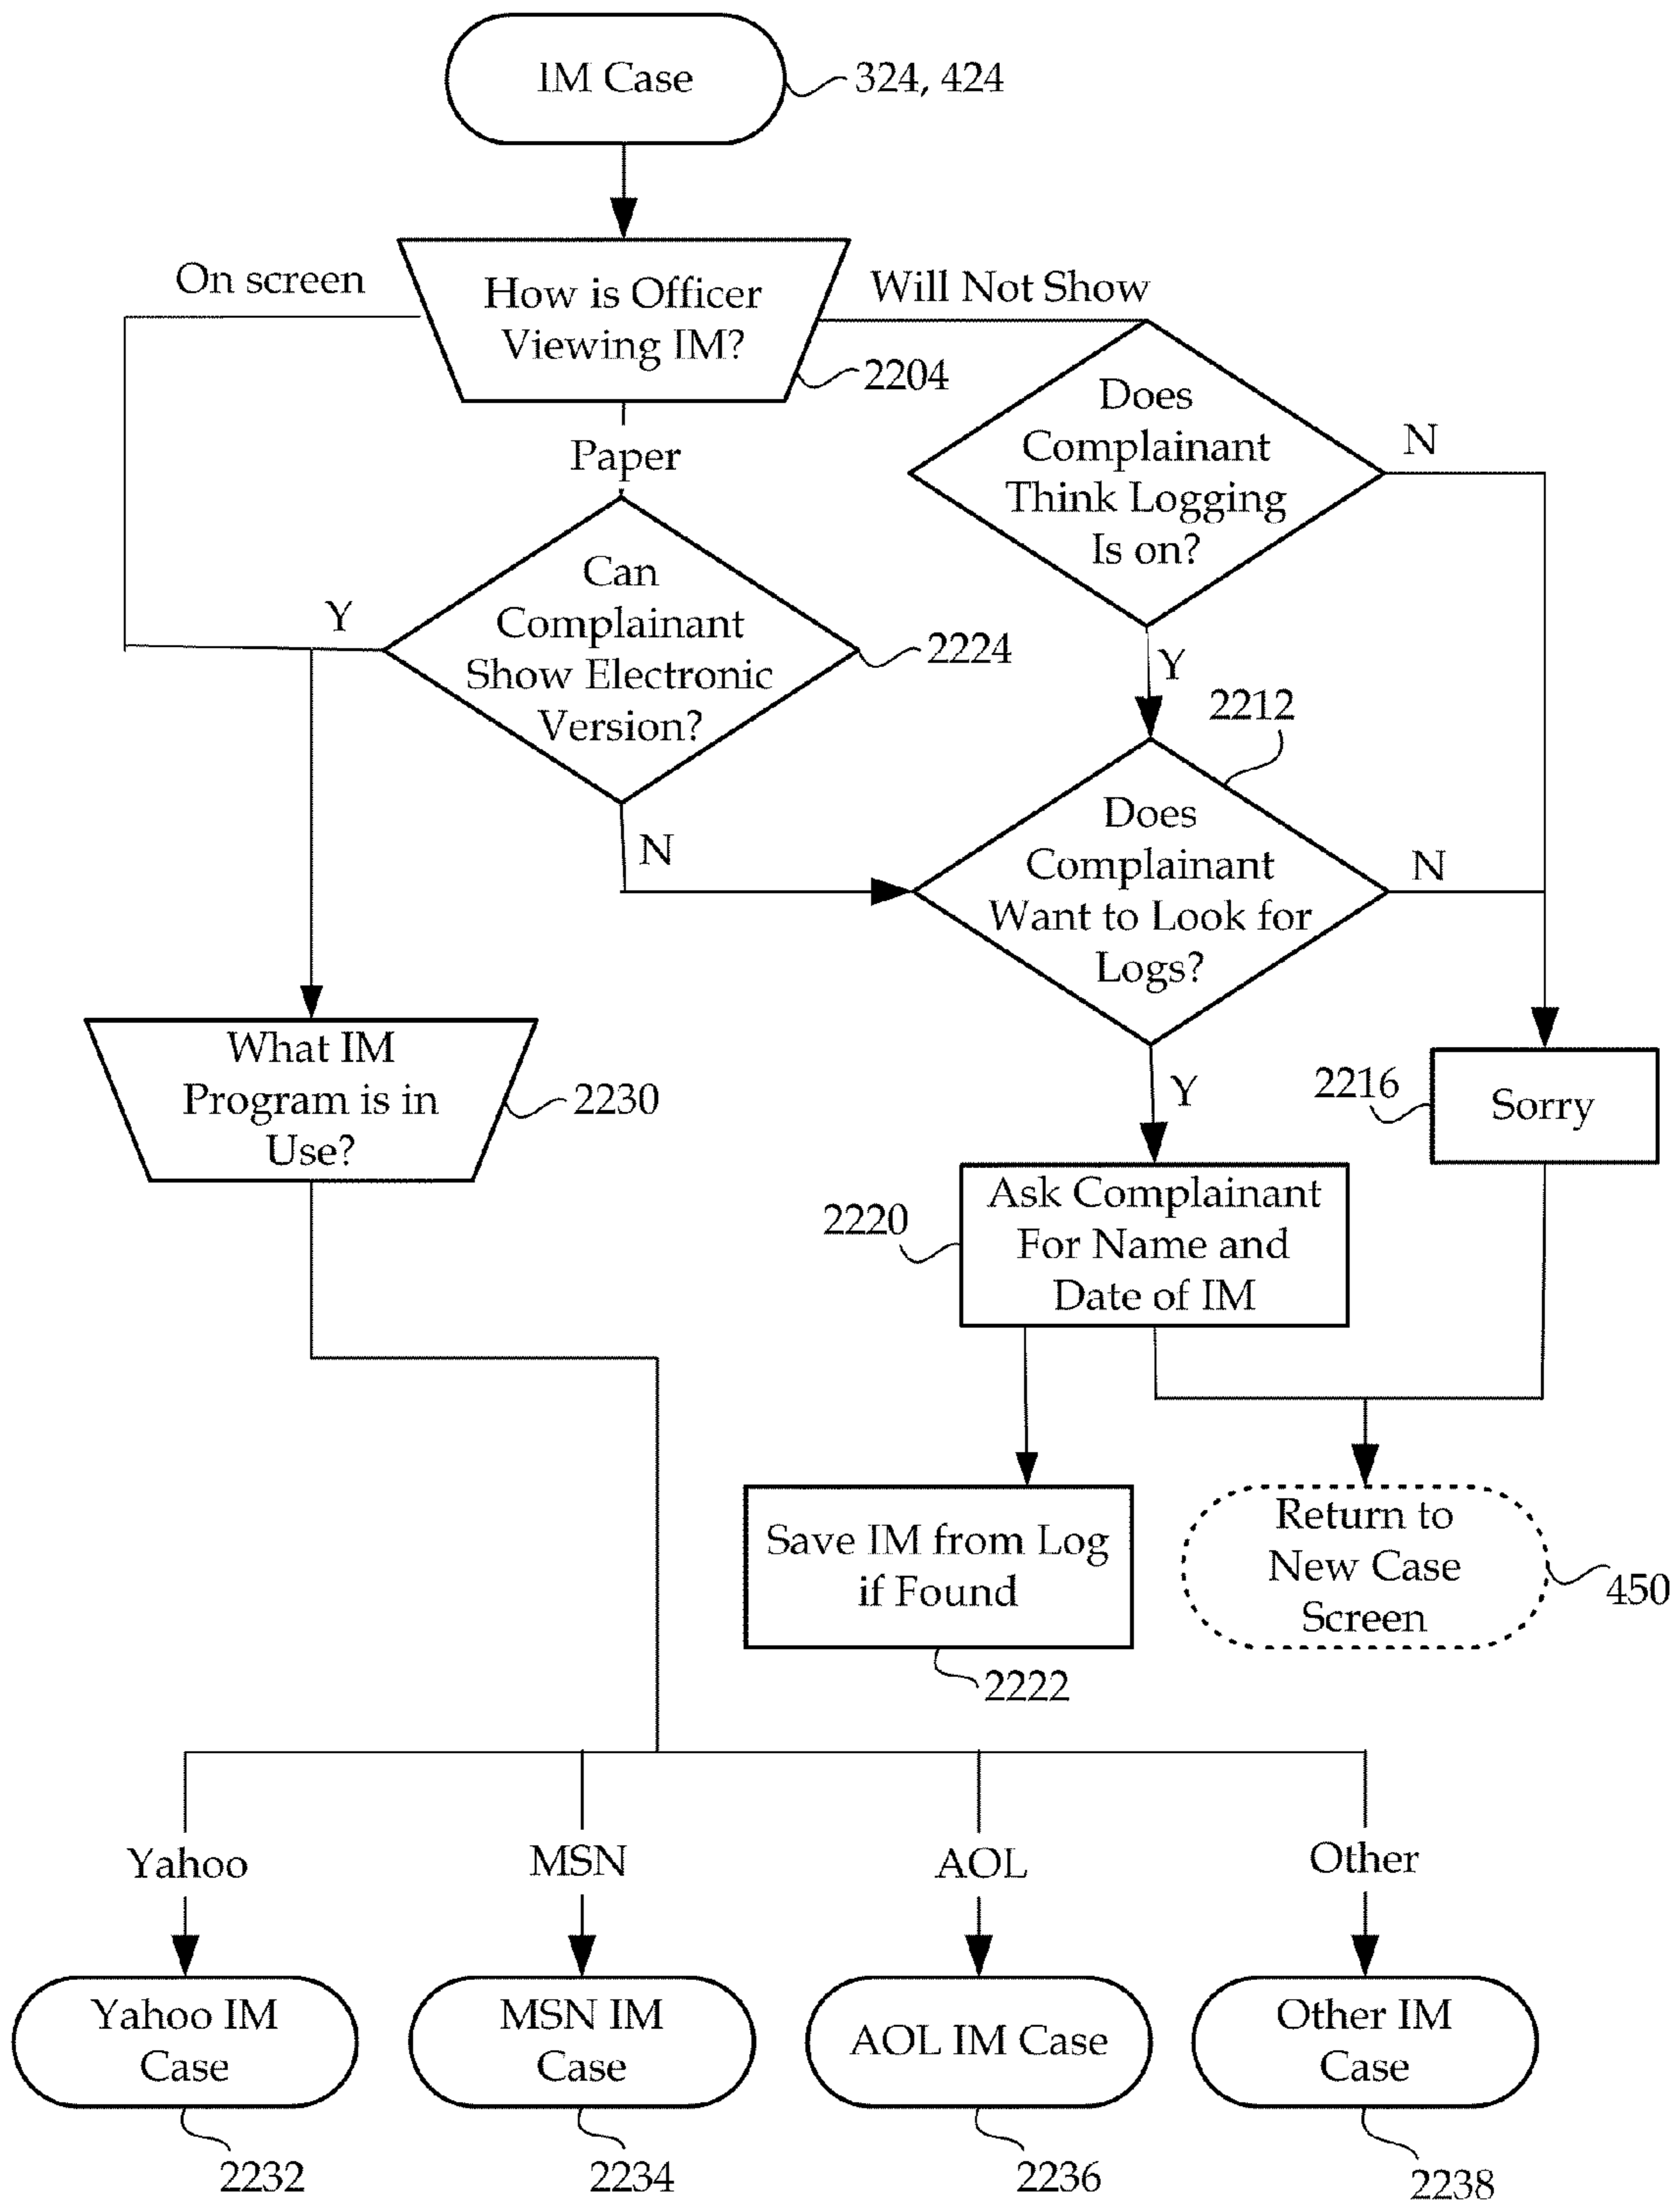 IM Case
324, 424
On screen
How is Officer
Viewing IM?
Will Not Show
2204
Paper
Does
Complainant
Think Logging
Is on?
N
Can
Complainant
Show Electronic
Version?
Y
2224
Y
2212
N
Does
Complainant
Want to Look for
Logs?
N
What IM
Program is in
Use?
2230
Y
2216
Sorry
2220
Ask Complainant
For Name and
Date of IM
Save IM from Log
if Found
2222
Return to
New Case
Screen
450
Yahoo
MSN
AOL
Other
Yahoo IM
Case
MSN IM
Case
AOL IM Case
Other IM
Case
2232
2234
2236
2238